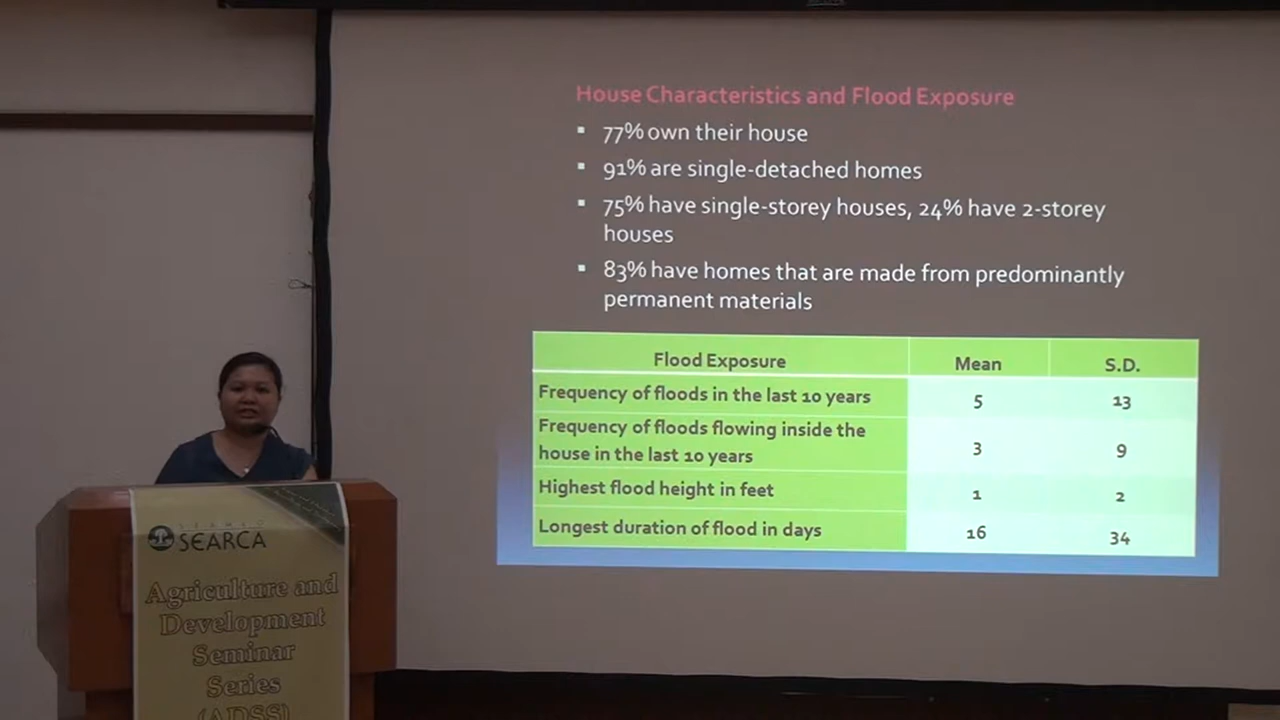 House Characteristics and Flood Exposure
▪ 77% own their house
▪ 91% are single-detached homes
▪ 75% have single-storey houses, 24% have 2-storey
houses
▪ 83% have homes that are made from predominantly
permanent materials
Flood Exposure Mean S.D.
Frequency of floods in the last 10 years 5 13
Frequency of floods flowing inside the
house in the last 10 years 3 9
Highest flood height in feet 1 2
Longest duration of flood in days 16 34
SEAMEO
SEARCA
Agriculture and
Development
Seminar
Series
(ADSS)